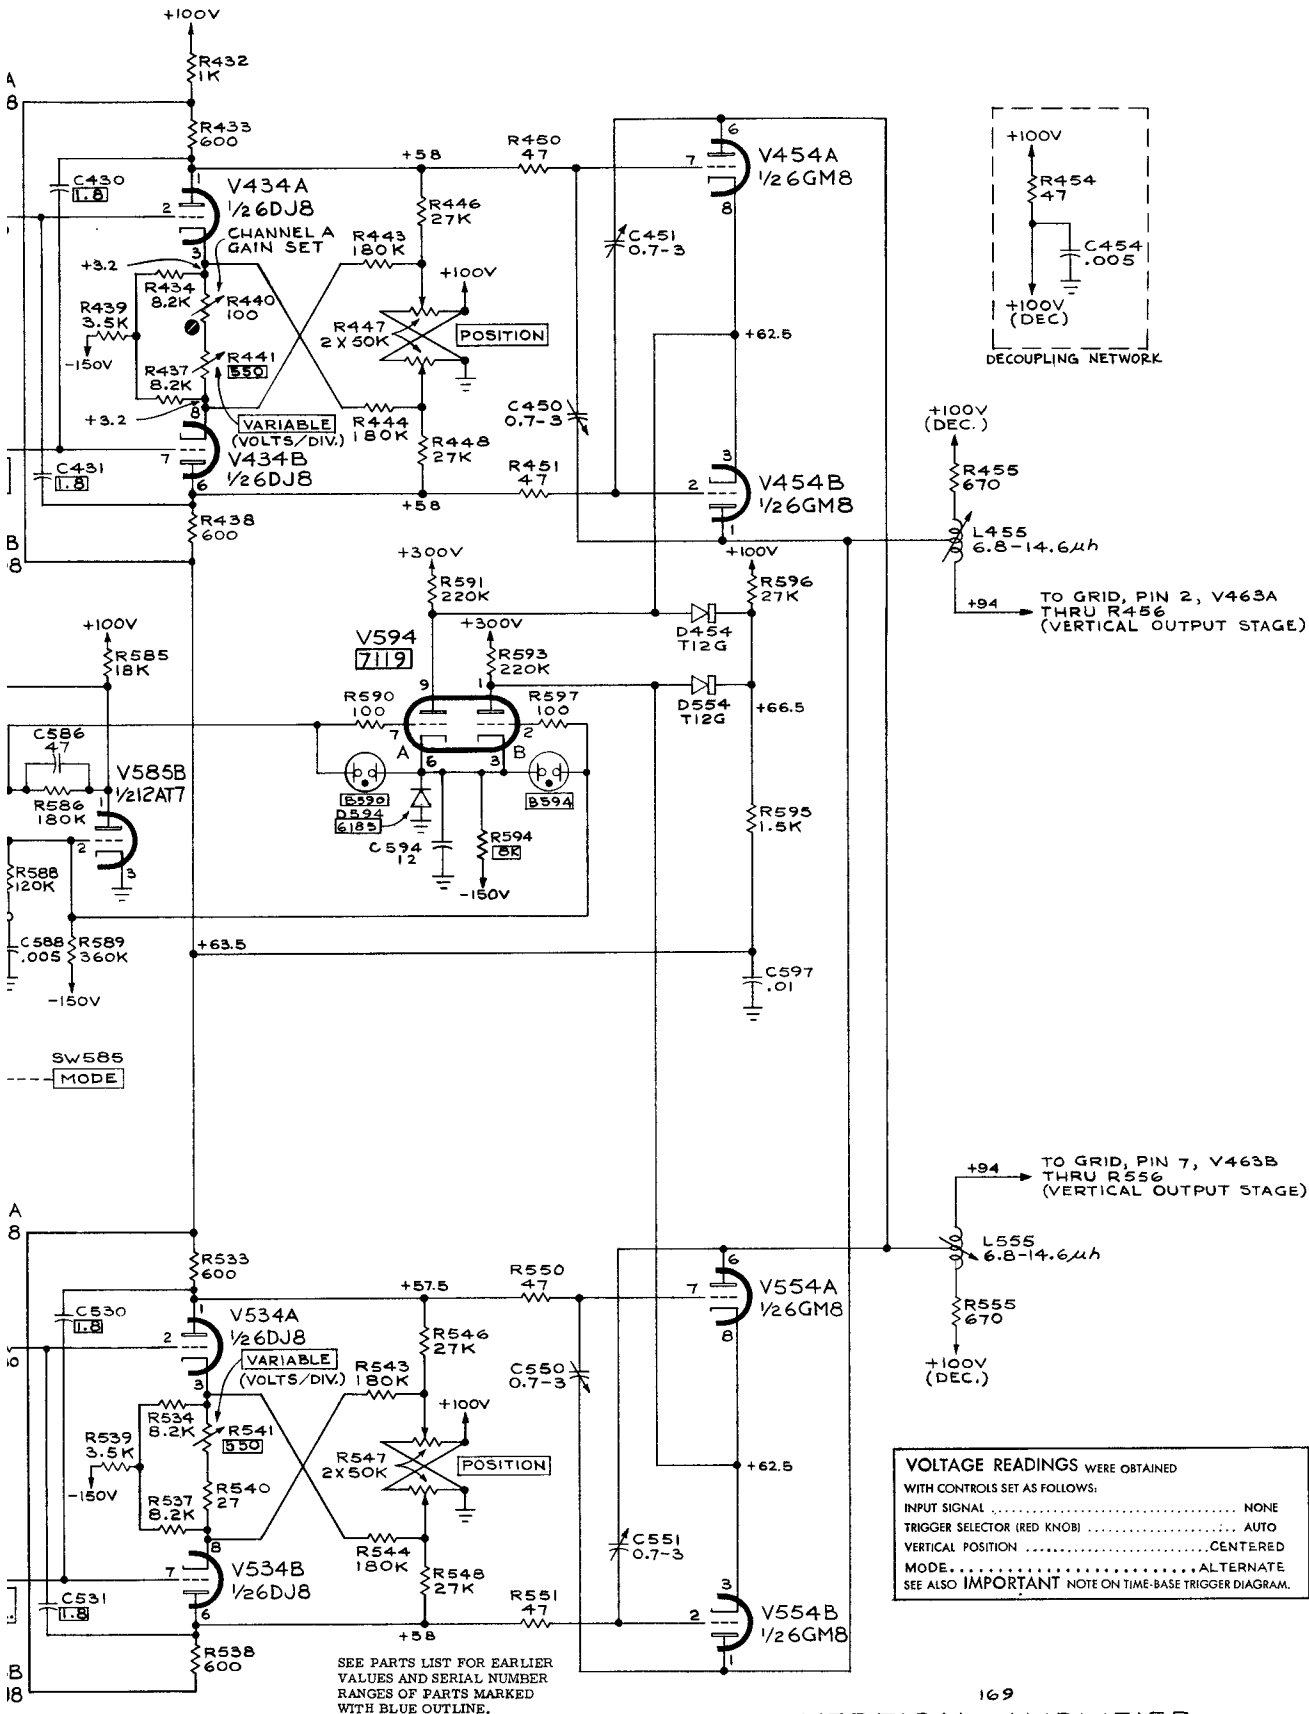 +100V
R432
1K
A
8
R433
600
+58
R450
47
6
7
V454A
1/2 6GM8
8
+100V
R454
47
C454
.005
+100V
(DEC)
DECOUPLING NETWORK
C430
1.8
1
2
V434A
1/2 6DJ8
3
CHANNEL A
GAIN SET
+3.2
R434
8.2K
R440
100
R439
3.5K
-150V
R441
550
R437
8.2K
+3.2
8
VARIABLE
(VOLTS/DIV.)
7
V434B
1/2 6DJ8
6
C431
1.8
R438
600
B
8
R446
27K
R443
180K
+100V
R447
2 X 50K
POSITION
R444
180K
R448
27K
+58
C451
0.7-3
C450
0.7-3
R451
47
+62.5
3
2
V454B
1/2 6GM8
1
+100V
(DEC.)
R455
670
L455
6.8-14.6µh
+94
TO GRID, PIN 2, V463A
THRU R456
(VERTICAL OUTPUT STAGE)
+300V
R591
220K
+300V
R593
220K
V594
7119
9
1
R590
100
R597
100
7
2
A
B
6
3
B590
B594
D594
6185
C594
12
R594
8K
-150V
+100V
R596
27K
D454
T12G
D554
T12G
+66.5
R595
1.5K
C597
.01
+100V
R585
18K
C586
47
R586
180K
V585B
1/2 12AT7
1
2
3
R588
120K
C588
.005
R589
360K
-150V
+63.5
SW585
MODE
A
8
R533
600
+57.5
R550
47
6
7
V554A
1/2 6GM8
8
+94
TO GRID, PIN 7, V463B
THRU R556
(VERTICAL OUTPUT STAGE)
L555
6.8-14.6µh
R555
670
+100V
(DEC.)
C530
1.8
1
2
V534A
1/2 6DJ8
3
VARIABLE
(VOLTS/DIV.)
R534
8.2K
R541
550
R539
3.5K
-150V
R537
8.2K
R540
27
8
7
V534B
1/2 6DJ8
6
C531
1.8
R538
600
R546
27K
R543
180K
+100V
R547
2 X 50K
POSITION
R544
180K
R548
27K
+58
C550
0.7-3
C551
0.7-3
R551
47
+62.5
3
2
V554B
1/2 6GM8
1
VOLTAGE READINGS WERE OBTAINED
WITH CONTROLS SET AS FOLLOWS:
INPUT SIGNAL .................................. NONE
TRIGGER SELECTOR (RED KNOB) .................... AUTO
VERTICAL POSITION ......................... CENTERED
MODE .................................. ALTERNATE
SEE ALSO IMPORTANT NOTE ON TIME-BASE TRIGGER DIAGRAM.
SEE PARTS LIST FOR EARLIER
VALUES AND SERIAL NUMBER
RANGES OF PARTS MARKED
WITH BLUE OUTLINE.
169